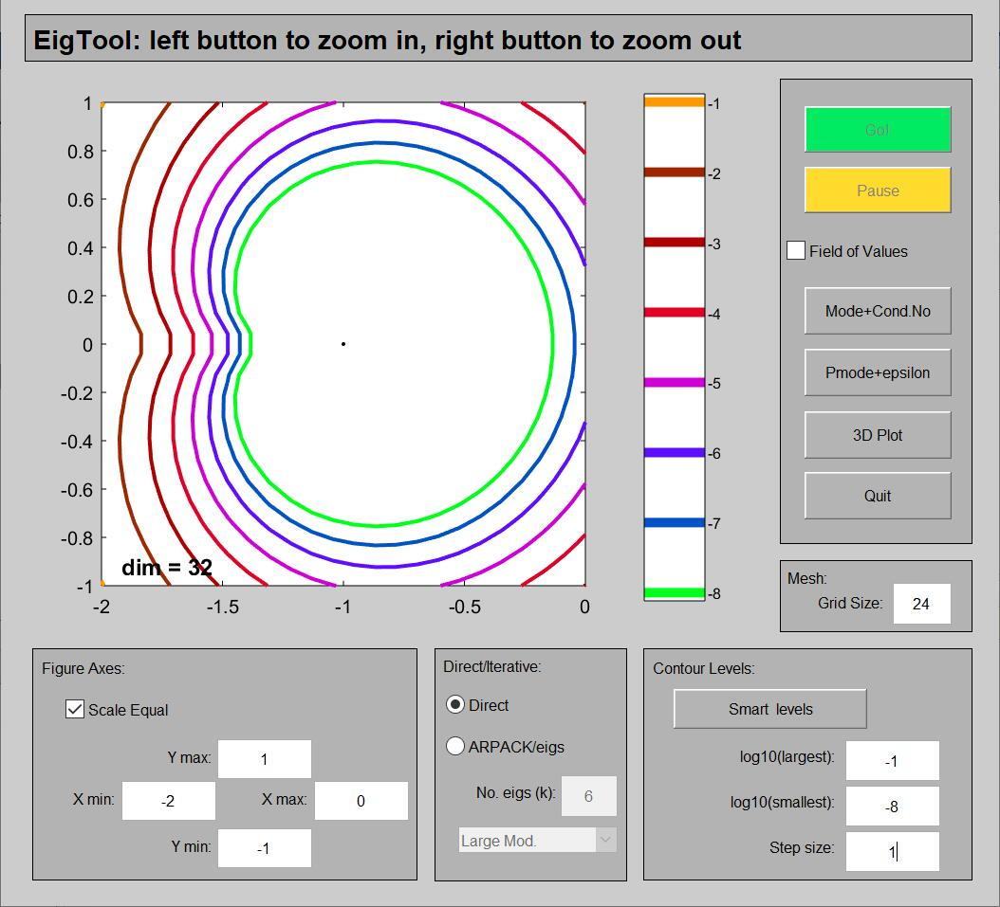 EigTool: left button to zoom in, right button to zoom out
1
0.8
0.6
0.4
0.2
0
-0.2
-0.4
-0.6
-0.8
-1
dim = 32
-2
-1.5
-1
-0.5
0
-1
-2
-3
-4
-5
-6
-7
-8
Go!
Pause
Field of Values
Mode+Cond.No
Pmode+epsilon
3D Plot
Quit
Mesh:
Grid Size: 24
Figure Axes:
Scale Equal
Y max: 1
X min: -2 X max: 0
Y min: -1
Direct/Iterative:
Direct
ARPACK/eigs
No. eigs (k): 6
Large Mod.
Contour Levels:
Smart levels
log10(largest): -1
log10(smallest): -8
Step size: 1